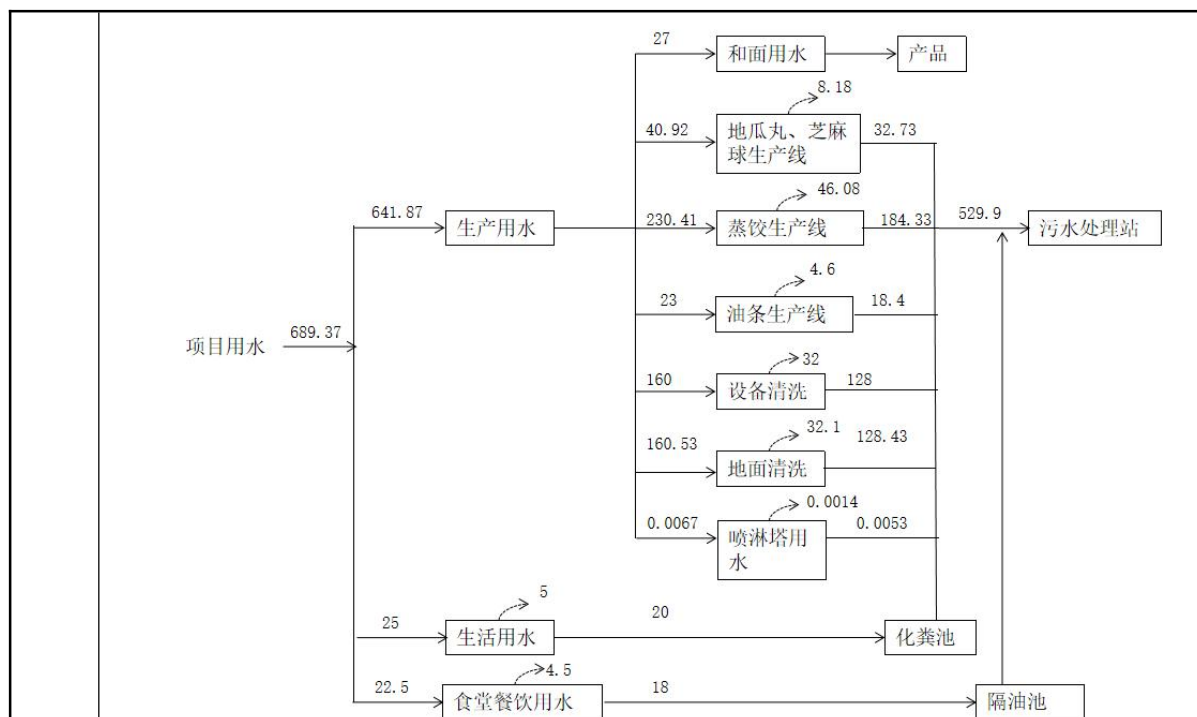 27
和面用水
产品
8.18
40.92
地瓜丸、芝麻
球生产线
32.73
46.08
641.87
生产用水
230.41
蒸饺生产线
184.33
529.9
污水处理站
4.6
23
油条生产线
18.4
项目用水
689.37
32
160
设备清洗
128
32.1
160.53
地面清洗
128.43
0.0014
0.0067
喷淋塔用
水
0.0053
5
25
生活用水
20
化粪池
4.5
22.5
食堂餐饮用水
18
隔油池